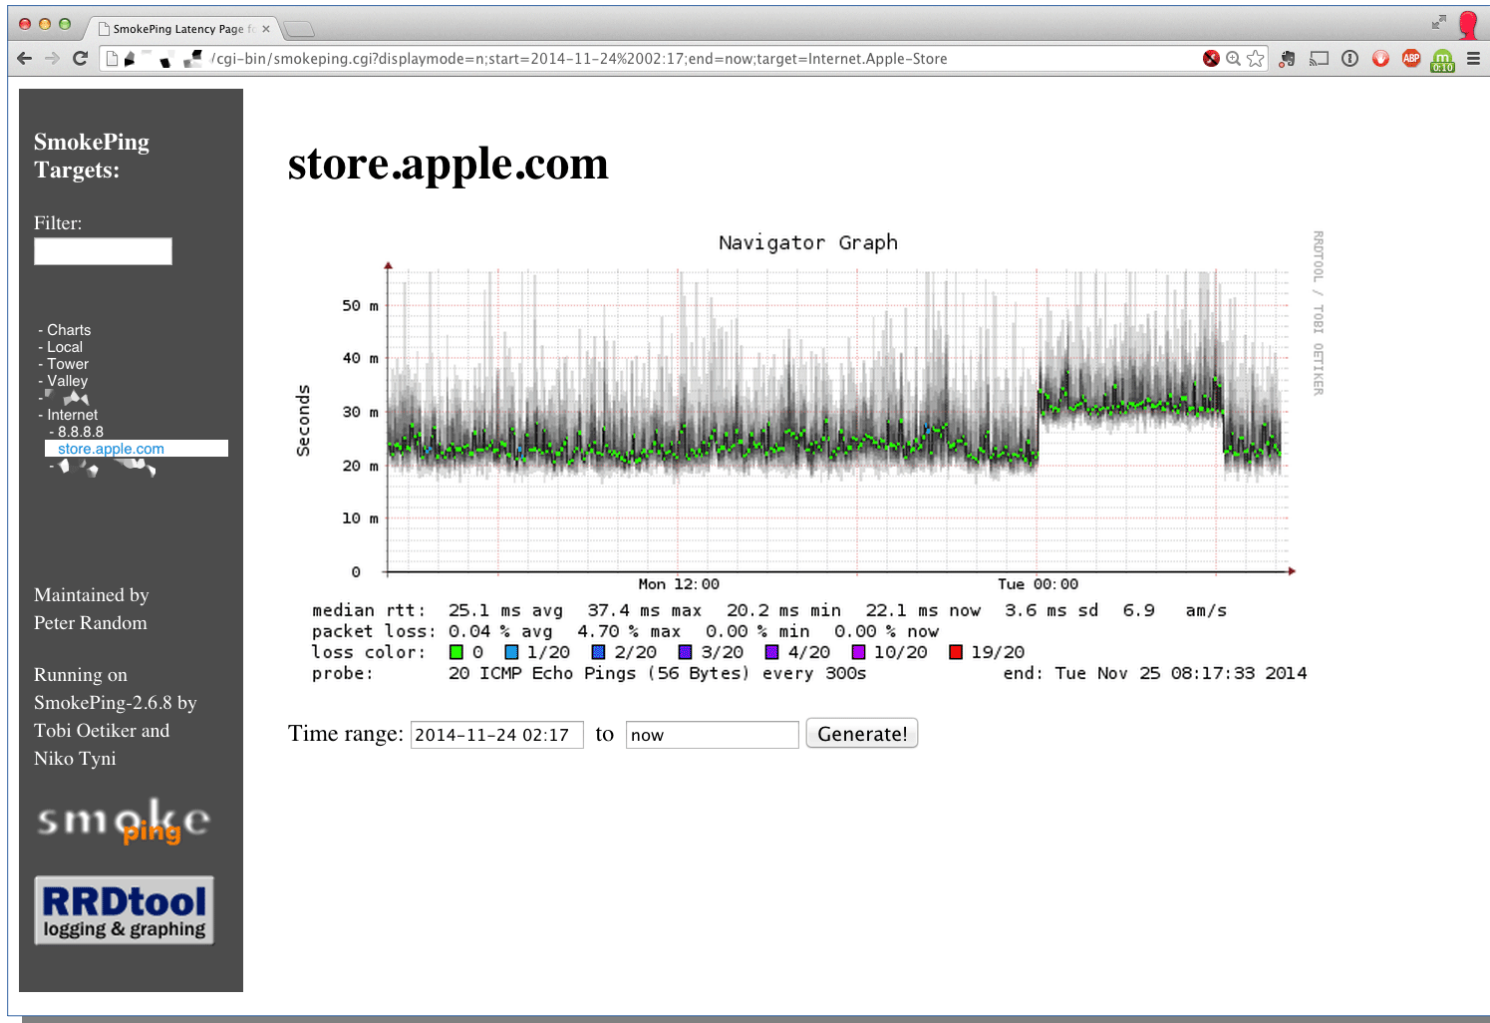 SmokePing Latency Page fo
/cgi-bin/smokeping.cgi?displaymode=n;start=2014-11-24%2002:17;end=now;target=Internet.Apple-Store
ABP
m
0:10
SmokePing
Targets:
Filter:
- Charts
- Local
- Tower
- Valley
-
- Internet
- 8.8.8.8
store.apple.com
-
Maintained by
Peter Random
Running on
SmokePing-2.6.8 by
Tobi Oetiker and
Niko Tyni
smoke
ping
RRDtool
logging & graphing
store.apple.com
Navigator Graph
RRDTOOL / TOBI OETIKER
Seconds
50 m
40 m
30 m
20 m
10 m
0
Mon 12:00 Tue 00:00
median rtt: 25.1 ms avg 37.4 ms max 20.2 ms min 22.1 ms now 3.6 ms sd 6.9 am/s
packet loss: 0.04 % avg 4.70 % max 0.00 % min 0.00 % now
loss color: 0 1/20 2/20 3/20 4/20 10/20 19/20
probe: 20 ICMP Echo Pings (56 Bytes) every 300s end: Tue Nov 25 08:17:33 2014
Time range: 2014-11-24 02:17 to now Generate!